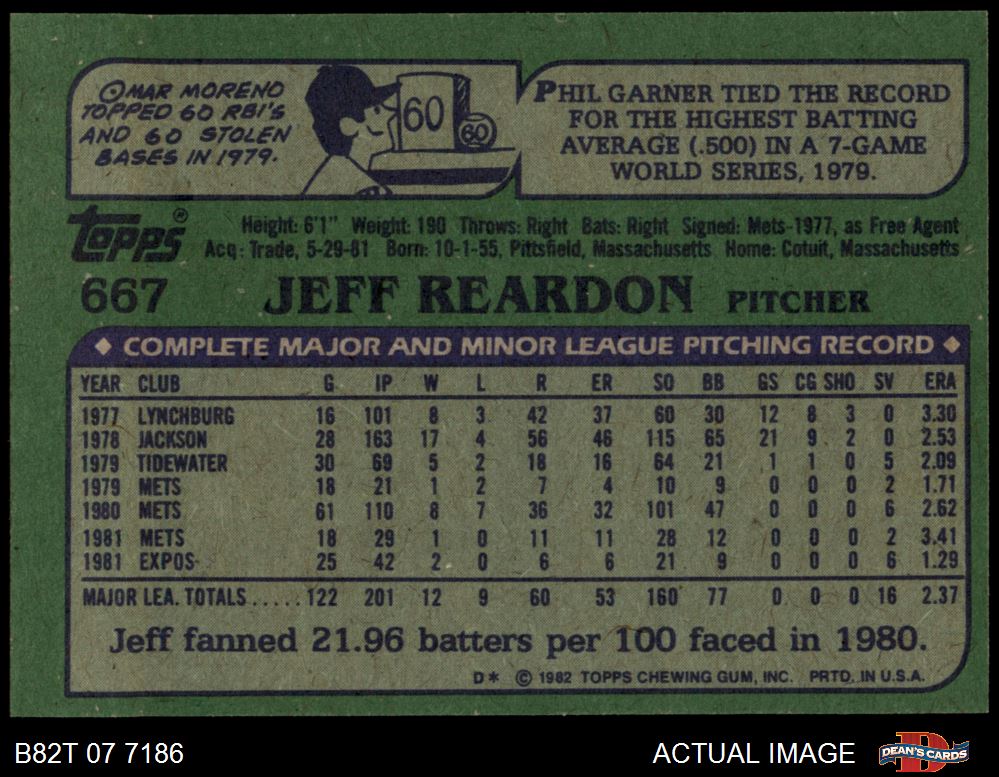 OMAR MORENO
TOPPED 60 RBI'S
AND 60 STOLEN
BASES IN 1979.
60
60
PHIL GARNER TIED THE RECORD
FOR THE HIGHEST BATTING
AVERAGE (.500) IN A 7-GAME
WORLD SERIES, 1979.
Topps®
Height: 6'1" Weight: 190 Throws: Right Bats: Right Signed: Mets-1977, as Free Agent
Acq: Trade, 5-29-81 Born: 10-1-55, Pittsfield, Massachusetts Home: Cotuit, Massachusetts
667 JEFF REARDON PITCHER
◆ COMPLETE MAJOR AND MINOR LEAGUE PITCHING RECORD ◆
YEAR CLUB G IP W L R ER SO BB GS CG SHO SV ERA
1977 LYNCHBURG 16 101 8 3 42 37 60 30 12 8 3 0 3.30
1978 JACKSON 28 163 17 4 56 46 115 65 21 9 2 0 2.53
1979 TIDEWATER 30 69 5 2 18 16 64 21 1 1 0 5 2.09
1979 METS 18 21 1 2 7 4 10 9 0 0 0 2 1.71
1980 METS 61 110 8 7 36 32 101 47 0 0 0 6 2.62
1981 METS 18 29 1 0 11 11 28 12 0 0 0 2 3.41
1981 EXPOS 25 42 2 0 6 6 21 9 0 0 0 6 1.29
MAJOR LEA. TOTALS.....122 201 12 9 60 53 160 77 0 0 0 16 2.37
Jeff fanned 21.96 batters per 100 faced in 1980.
D* © 1982 TOPPS CHEWING GUM, INC. PRTD. IN U.S.A.
B82T 07 7186 ACTUAL IMAGE DEAN'S CARDS